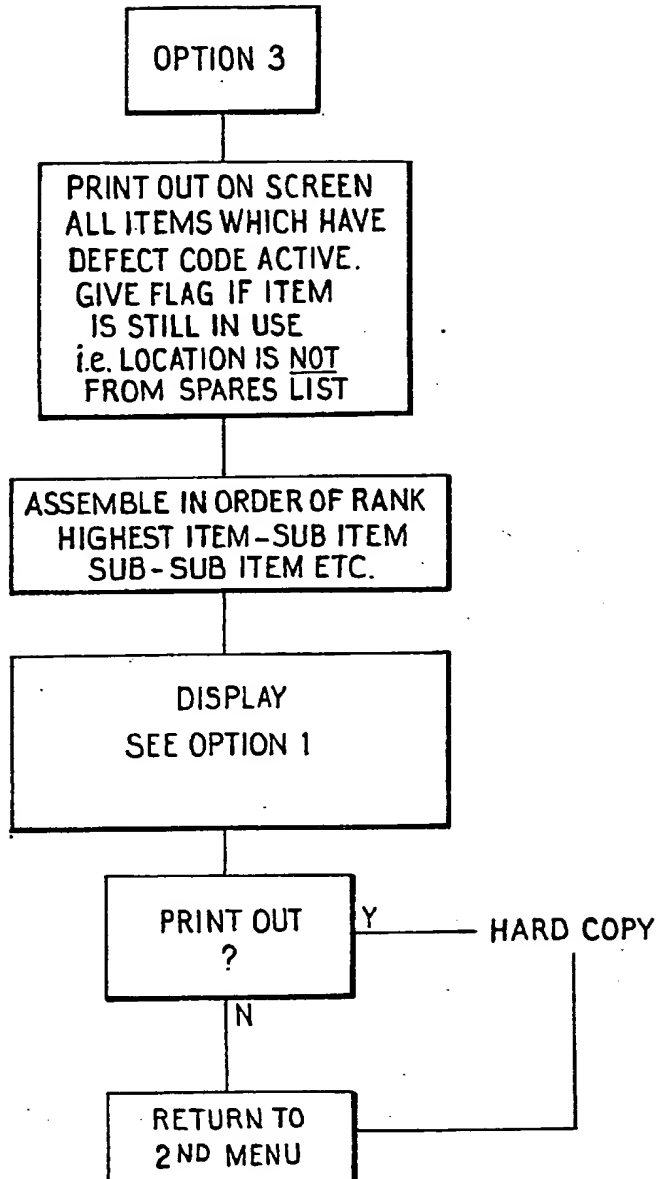 OPTION 3
PRINT OUT ON SCREEN
ALL ITEMS WHICH HAVE
DEFECT CODE ACTIVE.
GIVE FLAG IF ITEM
IS STILL IN USE
i.e. LOCATION IS NOT
FROM SPARES LIST
ASSEMBLE IN ORDER OF RANK
HIGHEST ITEM-SUB ITEM
SUB-SUB ITEM ETC.
DISPLAY
SEE OPTION 1
PRINT OUT
?
Y
HARD COPY
N
RETURN TO
2ND MENU